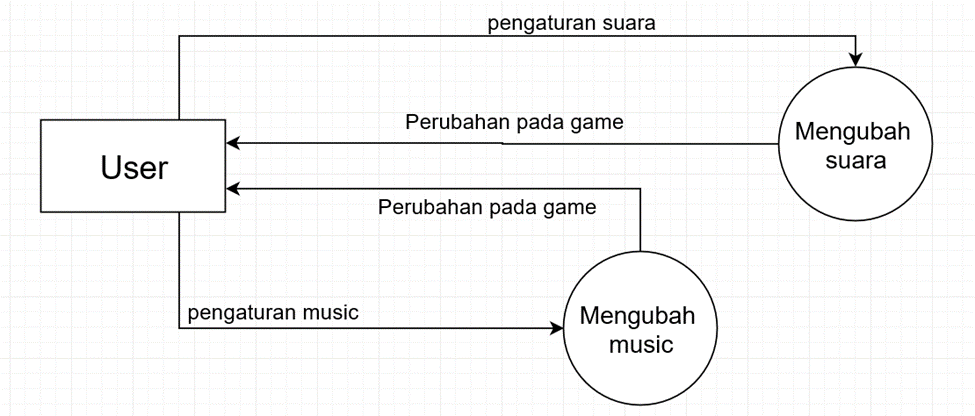 pengaturan suara
Mengubah
suara
Perubahan pada game
User
Perubahan pada game
pengaturan music
Mengubah
music